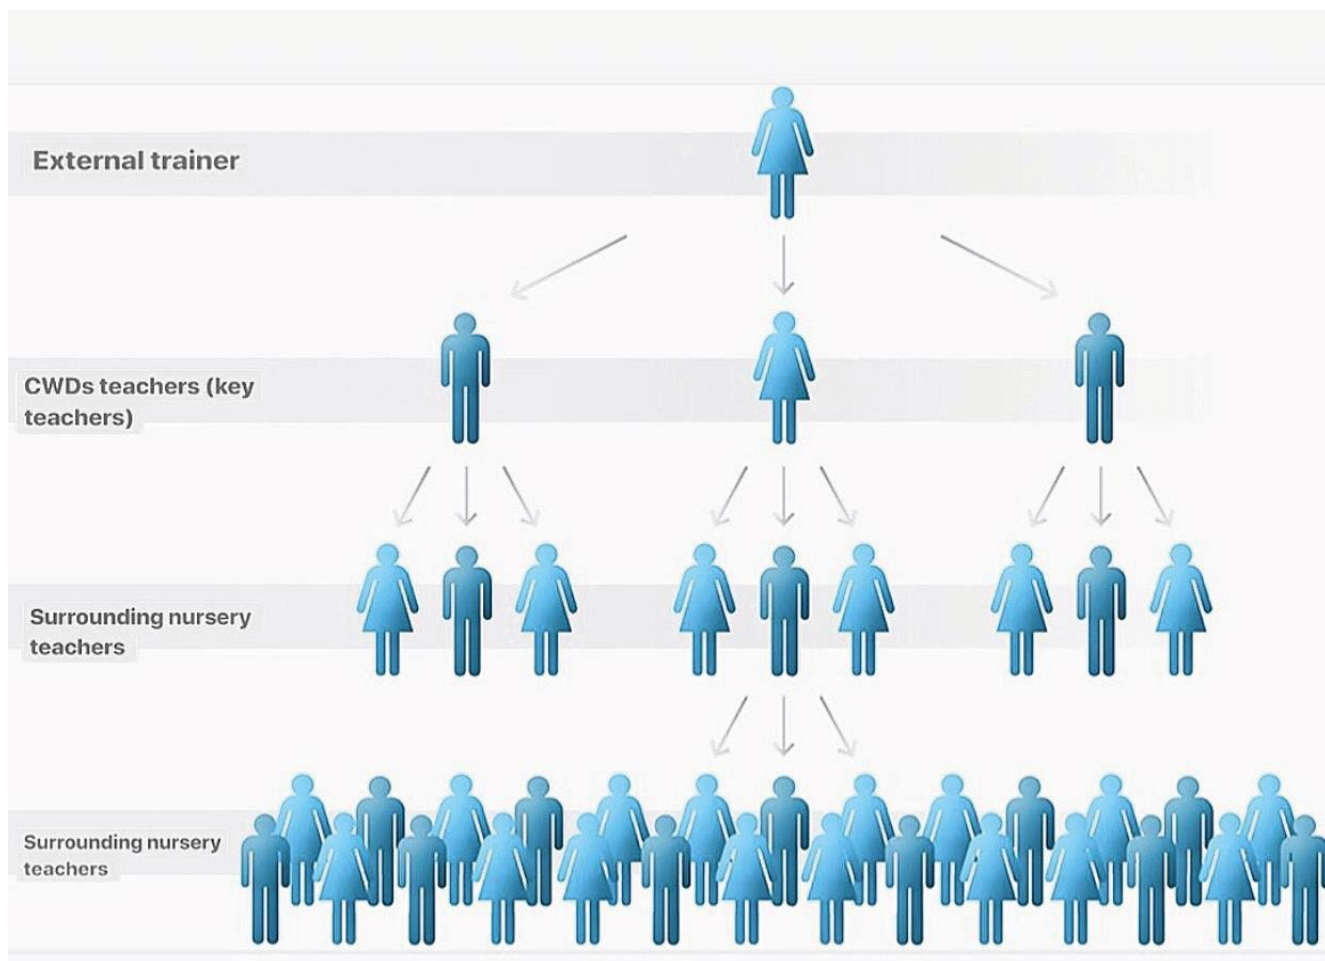 External trainer
CWDs teachers (key
teachers)
Surrounding nursery
teachers
Surrounding nursery
teachers